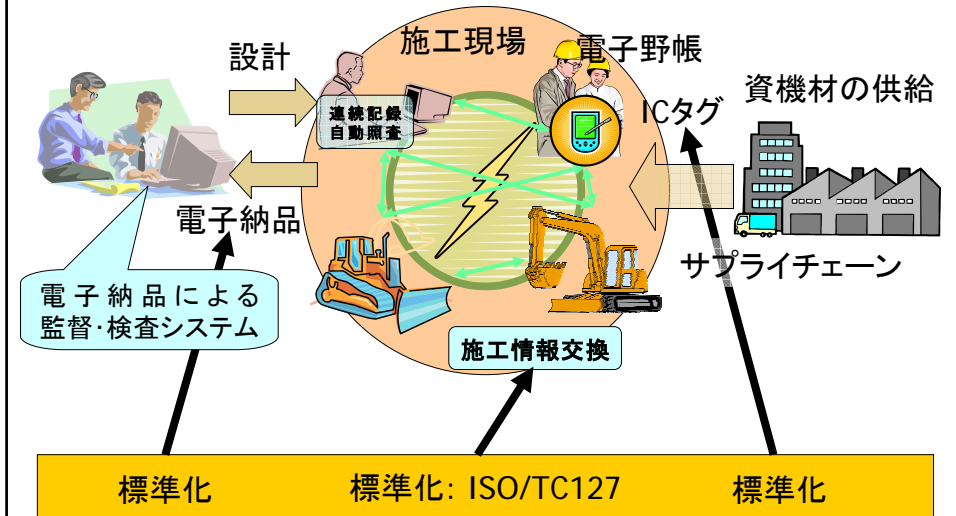 施工現場
電子野帳
設計
連続記録
自動照査
ICタグ
資機材の供給
電子納品
サプライチェーン
電子納品による
監督・検査システム
施工情報交換
標準化
標準化: ISO/TC127
標準化